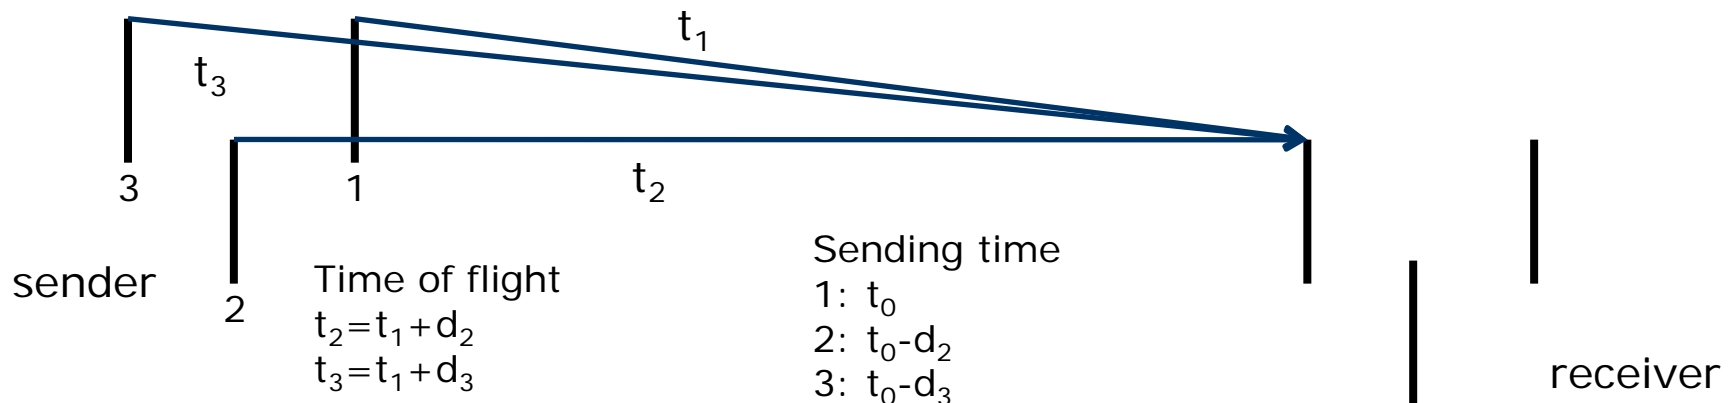 t₁
t₃
t₂
3
1
2
sender
Time of flight
t₂=t₁+d₂
t₃=t₁+d₃
Sending time
1: t₀
2: t₀-d₂
3: t₀-d₃
receiver